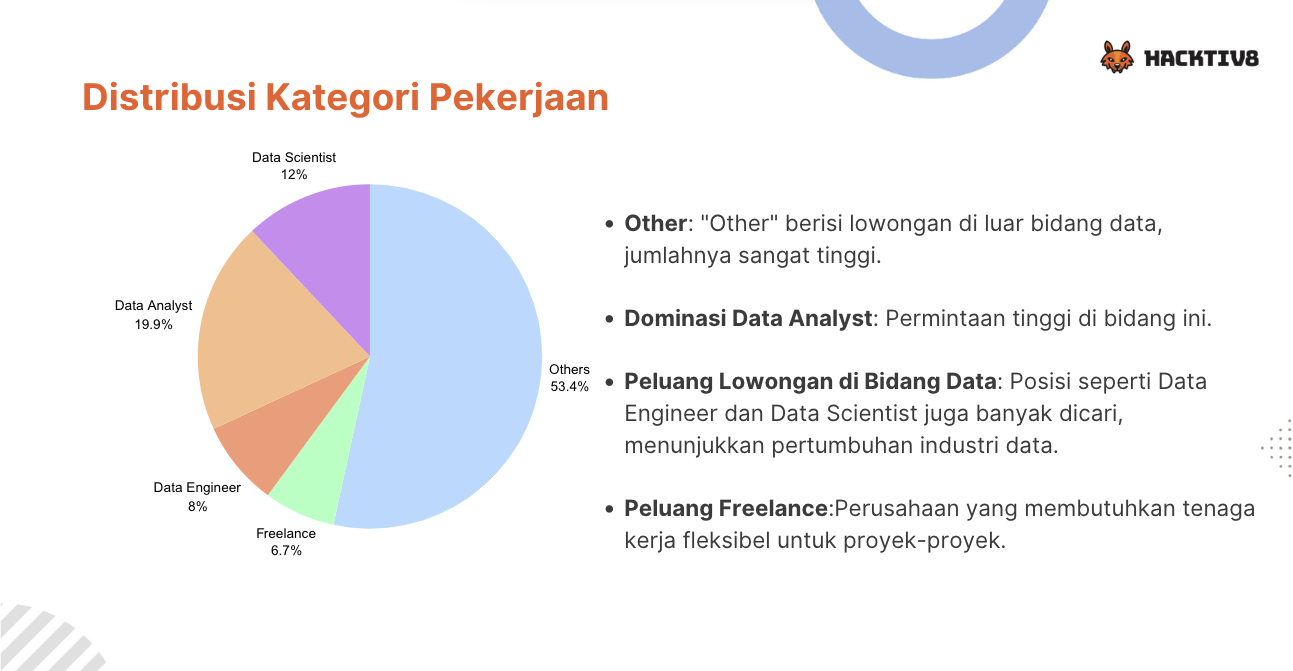 HACKTIV8
Distribusi Kategori Pekerjaan
Data Scientist
12%
Data Analyst
19.9%
Others
53.4%
Data Engineer
8%
Freelance
6.7%
• Other: "Other" berisi lowongan di luar bidang data,
jumlahnya sangat tinggi.
• Dominasi Data Analyst: Permintaan tinggi di bidang ini.
• Peluang Lowongan di Bidang Data: Posisi seperti Data
Engineer dan Data Scientist juga banyak dicari,
menunjukkan pertumbuhan industri data.
• Peluang Freelance:Perusahaan yang membutuhkan tenaga
kerja fleksibel untuk proyek-proyek.